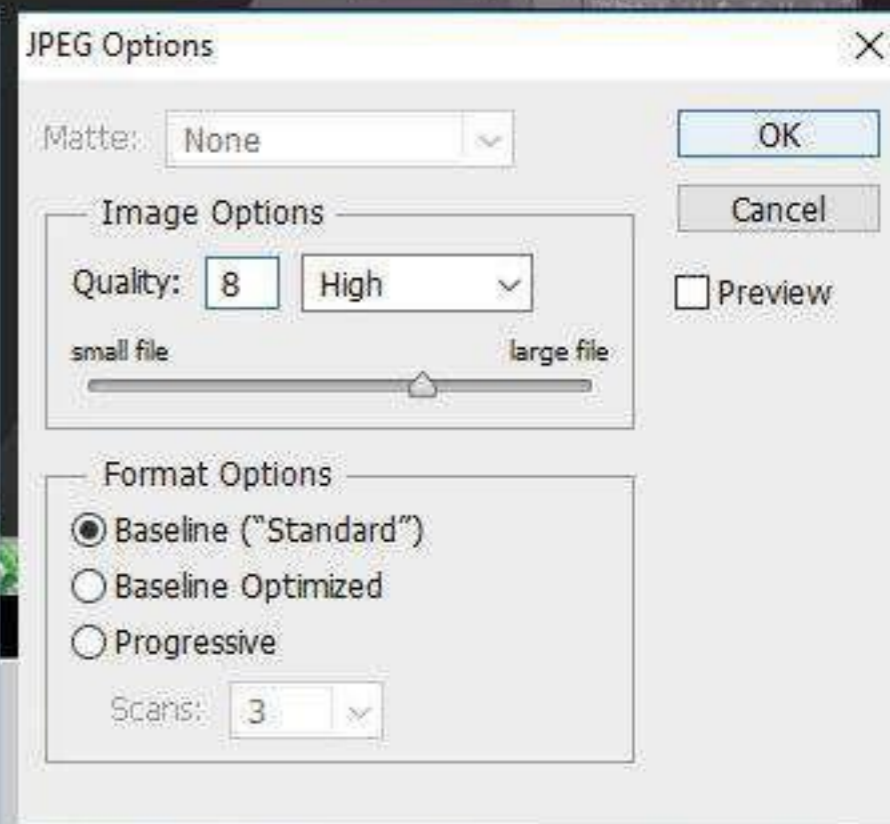 JPEG Options
Matte: None
OK
Image Options
Cancel
Quality: 8 High
Preview
small file large file
Format Options
Baseline (“Standard”)
Baseline Optimized
Progressive
Scans: 3